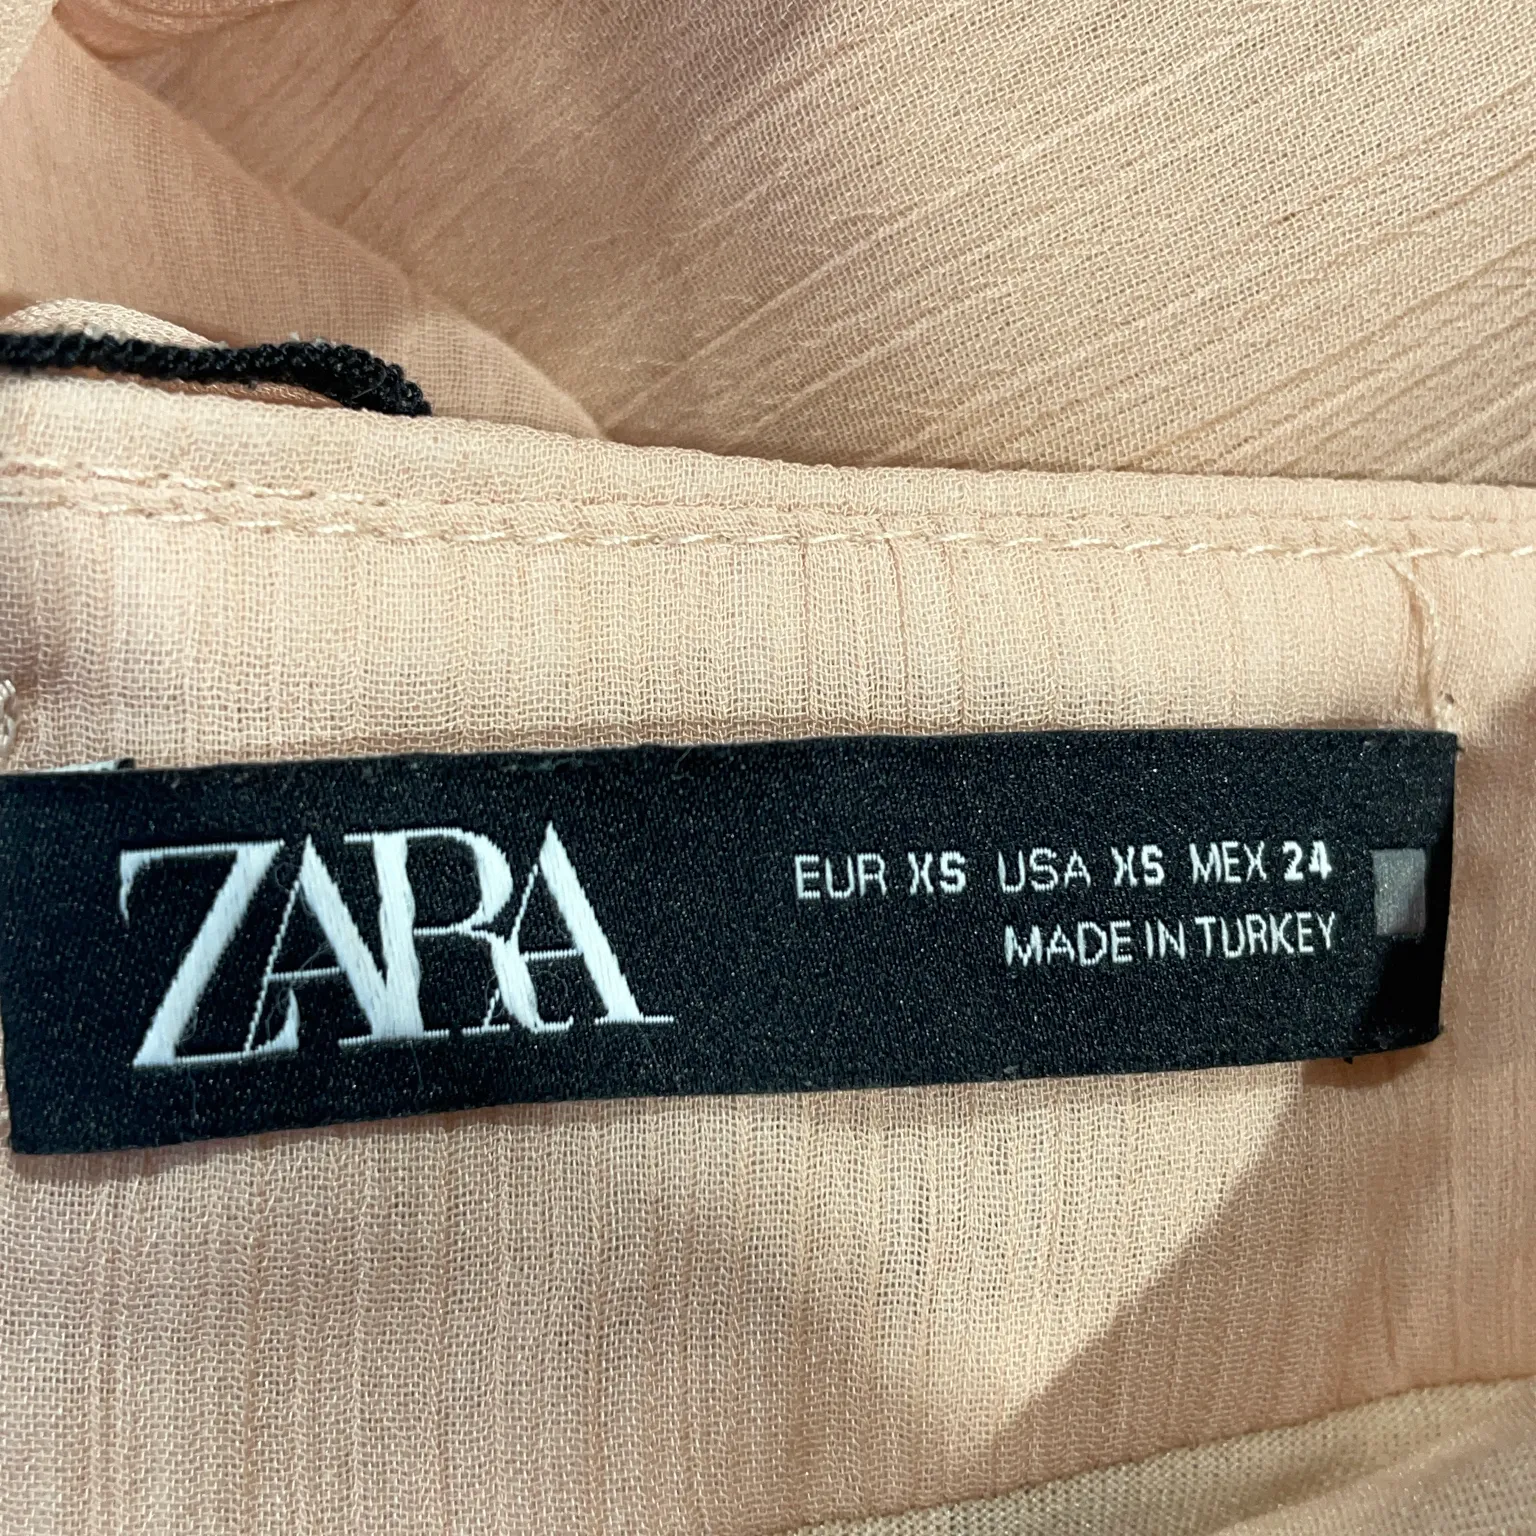 ZARA
EUR XS USA XS MEX 24
MADE IN TURKEY